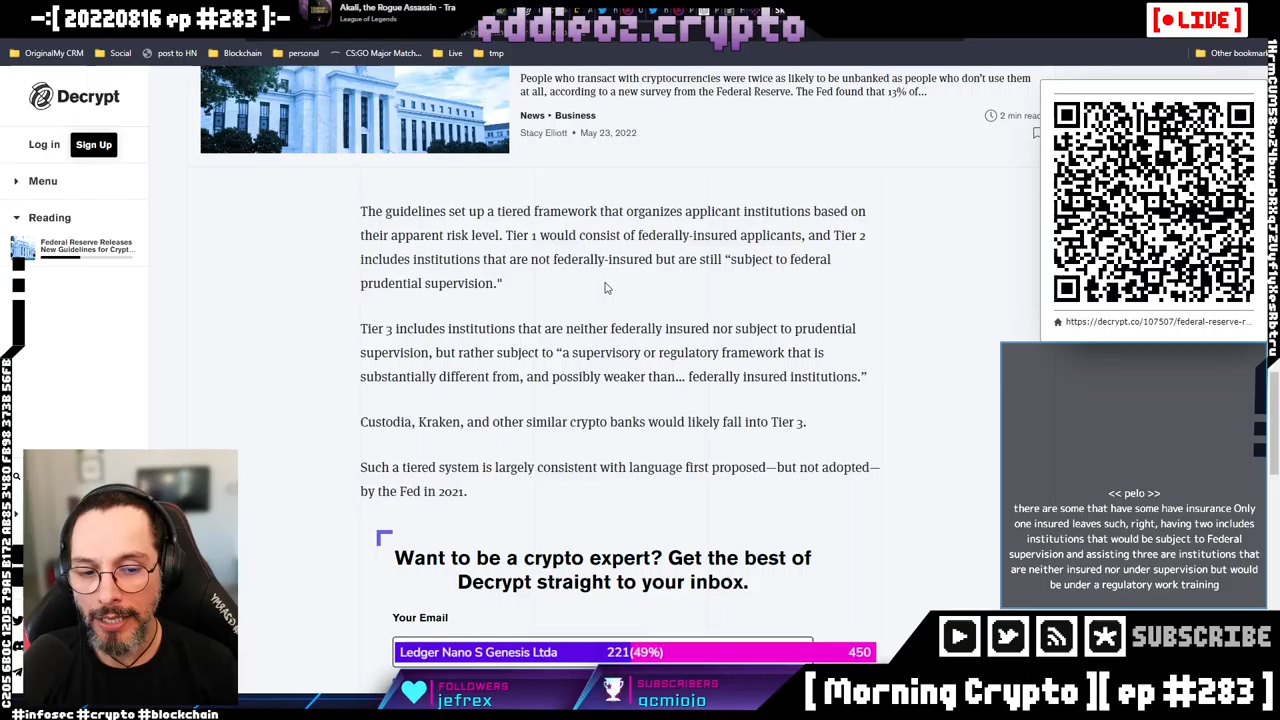 -:[ 20220816 ep #283 ]:-
Akali, the Rogue Assassin - Tra
League of Legends
eddieoz.crypto
[ LIVE ]
OriginalMy CRM
Social
Blockchain
post to HN
personal
CS:GO Major Match...
Live
tmp
Other bookmar
Decrypt
Log in
Sign Up
Menu
Reading
Federal Reserve Releases
New Guidelines for Crypt...
People who transact with cryptocurrencies were twice as likely to be unbanked as people who don't use them
at all, according to a new survey from the Federal Reserve. The Fed found that 13% of...
News • Business
2 min read
Stacy Elliott • May 23, 2022
The guidelines set up a tiered framework that organizes applicant institutions based on
their apparent risk level. Tier 1 would consist of federally-insured applicants, and Tier 2
includes institutions that are not federally-insured but are still “subject to federal
prudential supervision."
Tier 3 includes institutions that are neither federally insured nor subject to prudential
supervision, but rather subject to “a supervisory or regulatory framework that is
substantially different from, and possibly weaker than… federally insured institutions.”
Custodia, Kraken, and other similar crypto banks would likely fall into Tier 3.
Such a tiered system is largely consistent with language first proposed—but not adopted—
by the Fed in 2021.
Want to be a crypto expert? Get the best of
Decrypt straight to your inbox.
Your Email
https://decrypt.co/107507/federal-reserve-r...
<< pelo >>
there are some that have some have insurance Only
one insured leaves such, right, having two includes
institutions that would be subject to Federal
supervision and assisting three are institutions that
are neither insured nor under supervision but would
be under a regulatory work training
Ledger Nano S Genesis Ltda
221(49%)
450
FOLLOWERS
jefrex
SUBSCRIBERS
gcmiojo
SUBSCRIBE
[ Morning Crypto ][ ep #283 ]
#infosec #crypto #blockchain